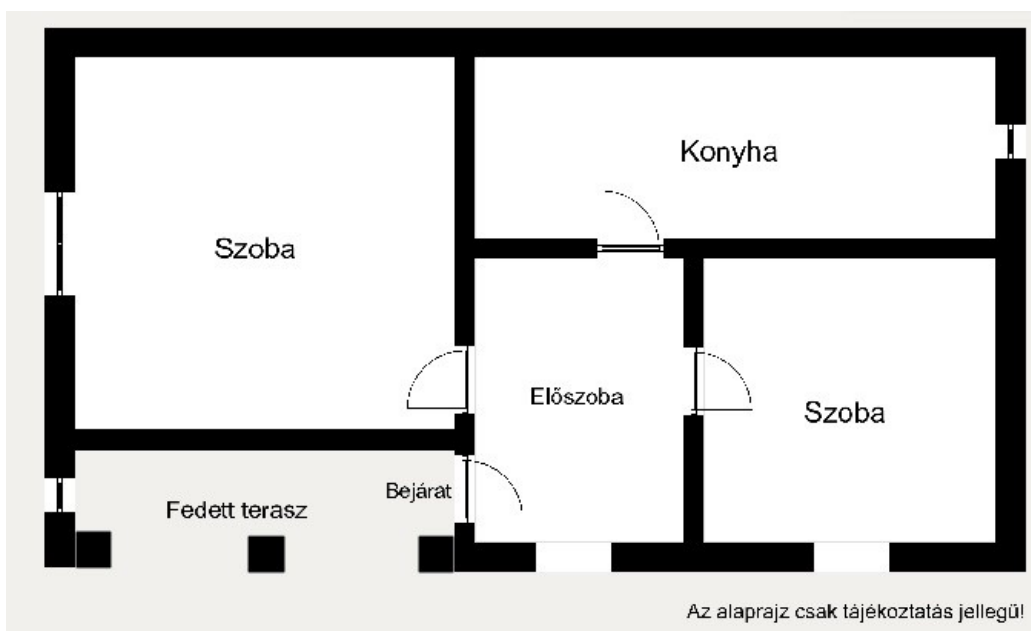 Konyha
Szoba
Előszoba
Szoba
Bejárat
Fedett terasz
Az alaprajz csak tájékoztatás jellegű!